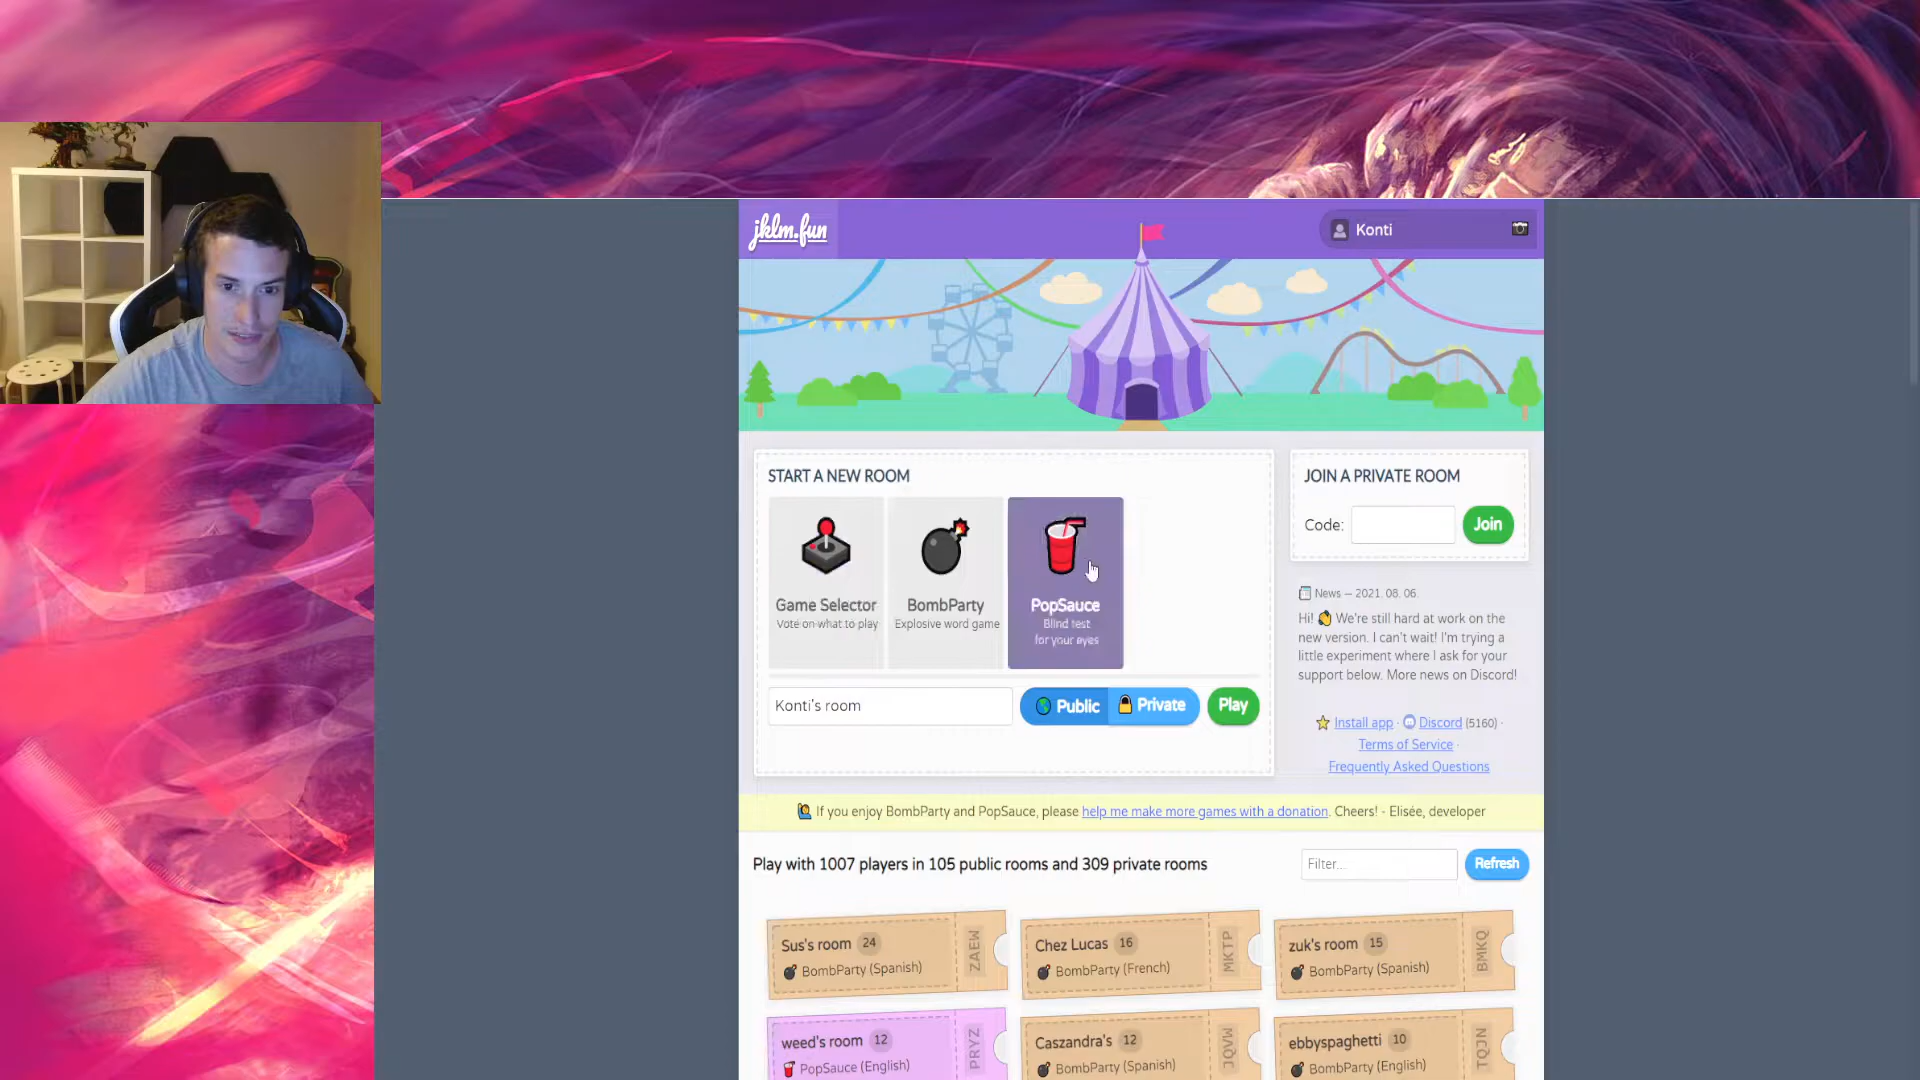 jklm.fun
Konti
START A NEW ROOM
Game Selector
Vote on what to play
BombParty
Explosive word game
PopSauce
Blind test
for your eyes
Konti's room
Public
Private
Play
JOIN A PRIVATE ROOM
Code:
Join
News — 2021. 08. 06.
Hi! We're still hard at work on the
new version. I can't wait! I'm trying a
little experiment where I ask for your
support below. More news on Discord!
Install app · Discord (5160) ·
Terms of Service ·
Frequently Asked Questions
If you enjoy BombParty and PopSauce, please help me make more games with a donation. Cheers! - Elisée, developer
Play with 1007 players in 105 public rooms and 309 private rooms
Filter...
Refresh
Sus's room 24
BombParty (Spanish)
ZAEW
Chez Lucas 16
BombParty (French)
MKTP
zuk's room 15
BombParty (Spanish)
BMKQ
weed's room 12
PopSauce (English)
PRYZ
Caszandra's 12
BombParty (Spanish)
JQVW
ebbyspaghetti 10
BombParty (English)
TQJN